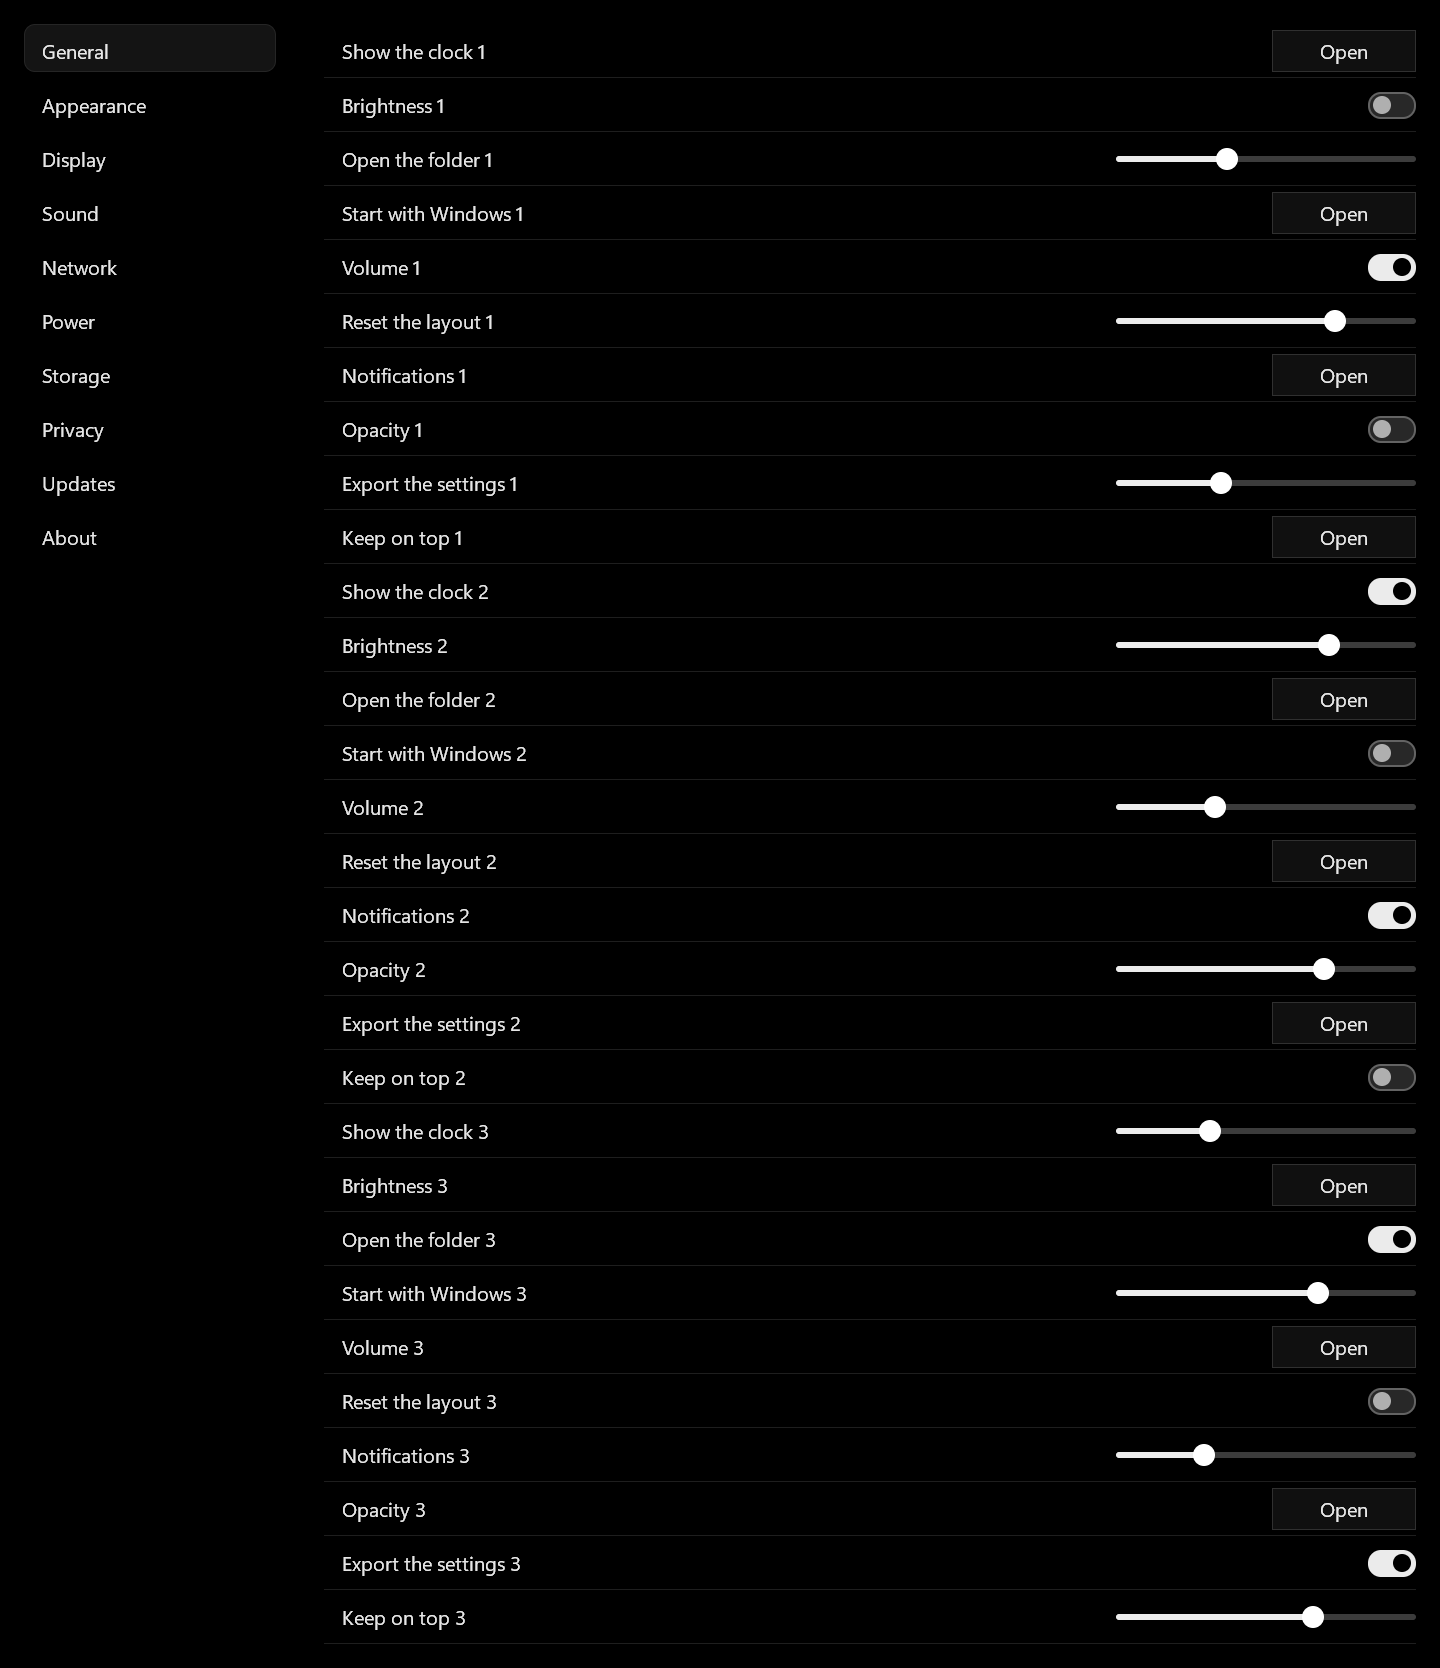 General
Appearance
Display
Sound
Network
Power
Storage
Privacy
Updates
About
Show the clock 1 Open
Brightness 1
Open the folder 1
Start with Windows 1 Open
Volume 1
Reset the layout 1
Notifications 1 Open
Opacity 1
Export the settings 1
Keep on top 1 Open
Show the clock 2
Brightness 2
Open the folder 2 Open
Start with Windows 2
Volume 2
Reset the layout 2 Open
Notifications 2
Opacity 2
Export the settings 2 Open
Keep on top 2
Show the clock 3
Brightness 3 Open
Open the folder 3
Start with Windows 3
Volume 3 Open
Reset the layout 3
Notifications 3
Opacity 3 Open
Export the settings 3
Keep on top 3